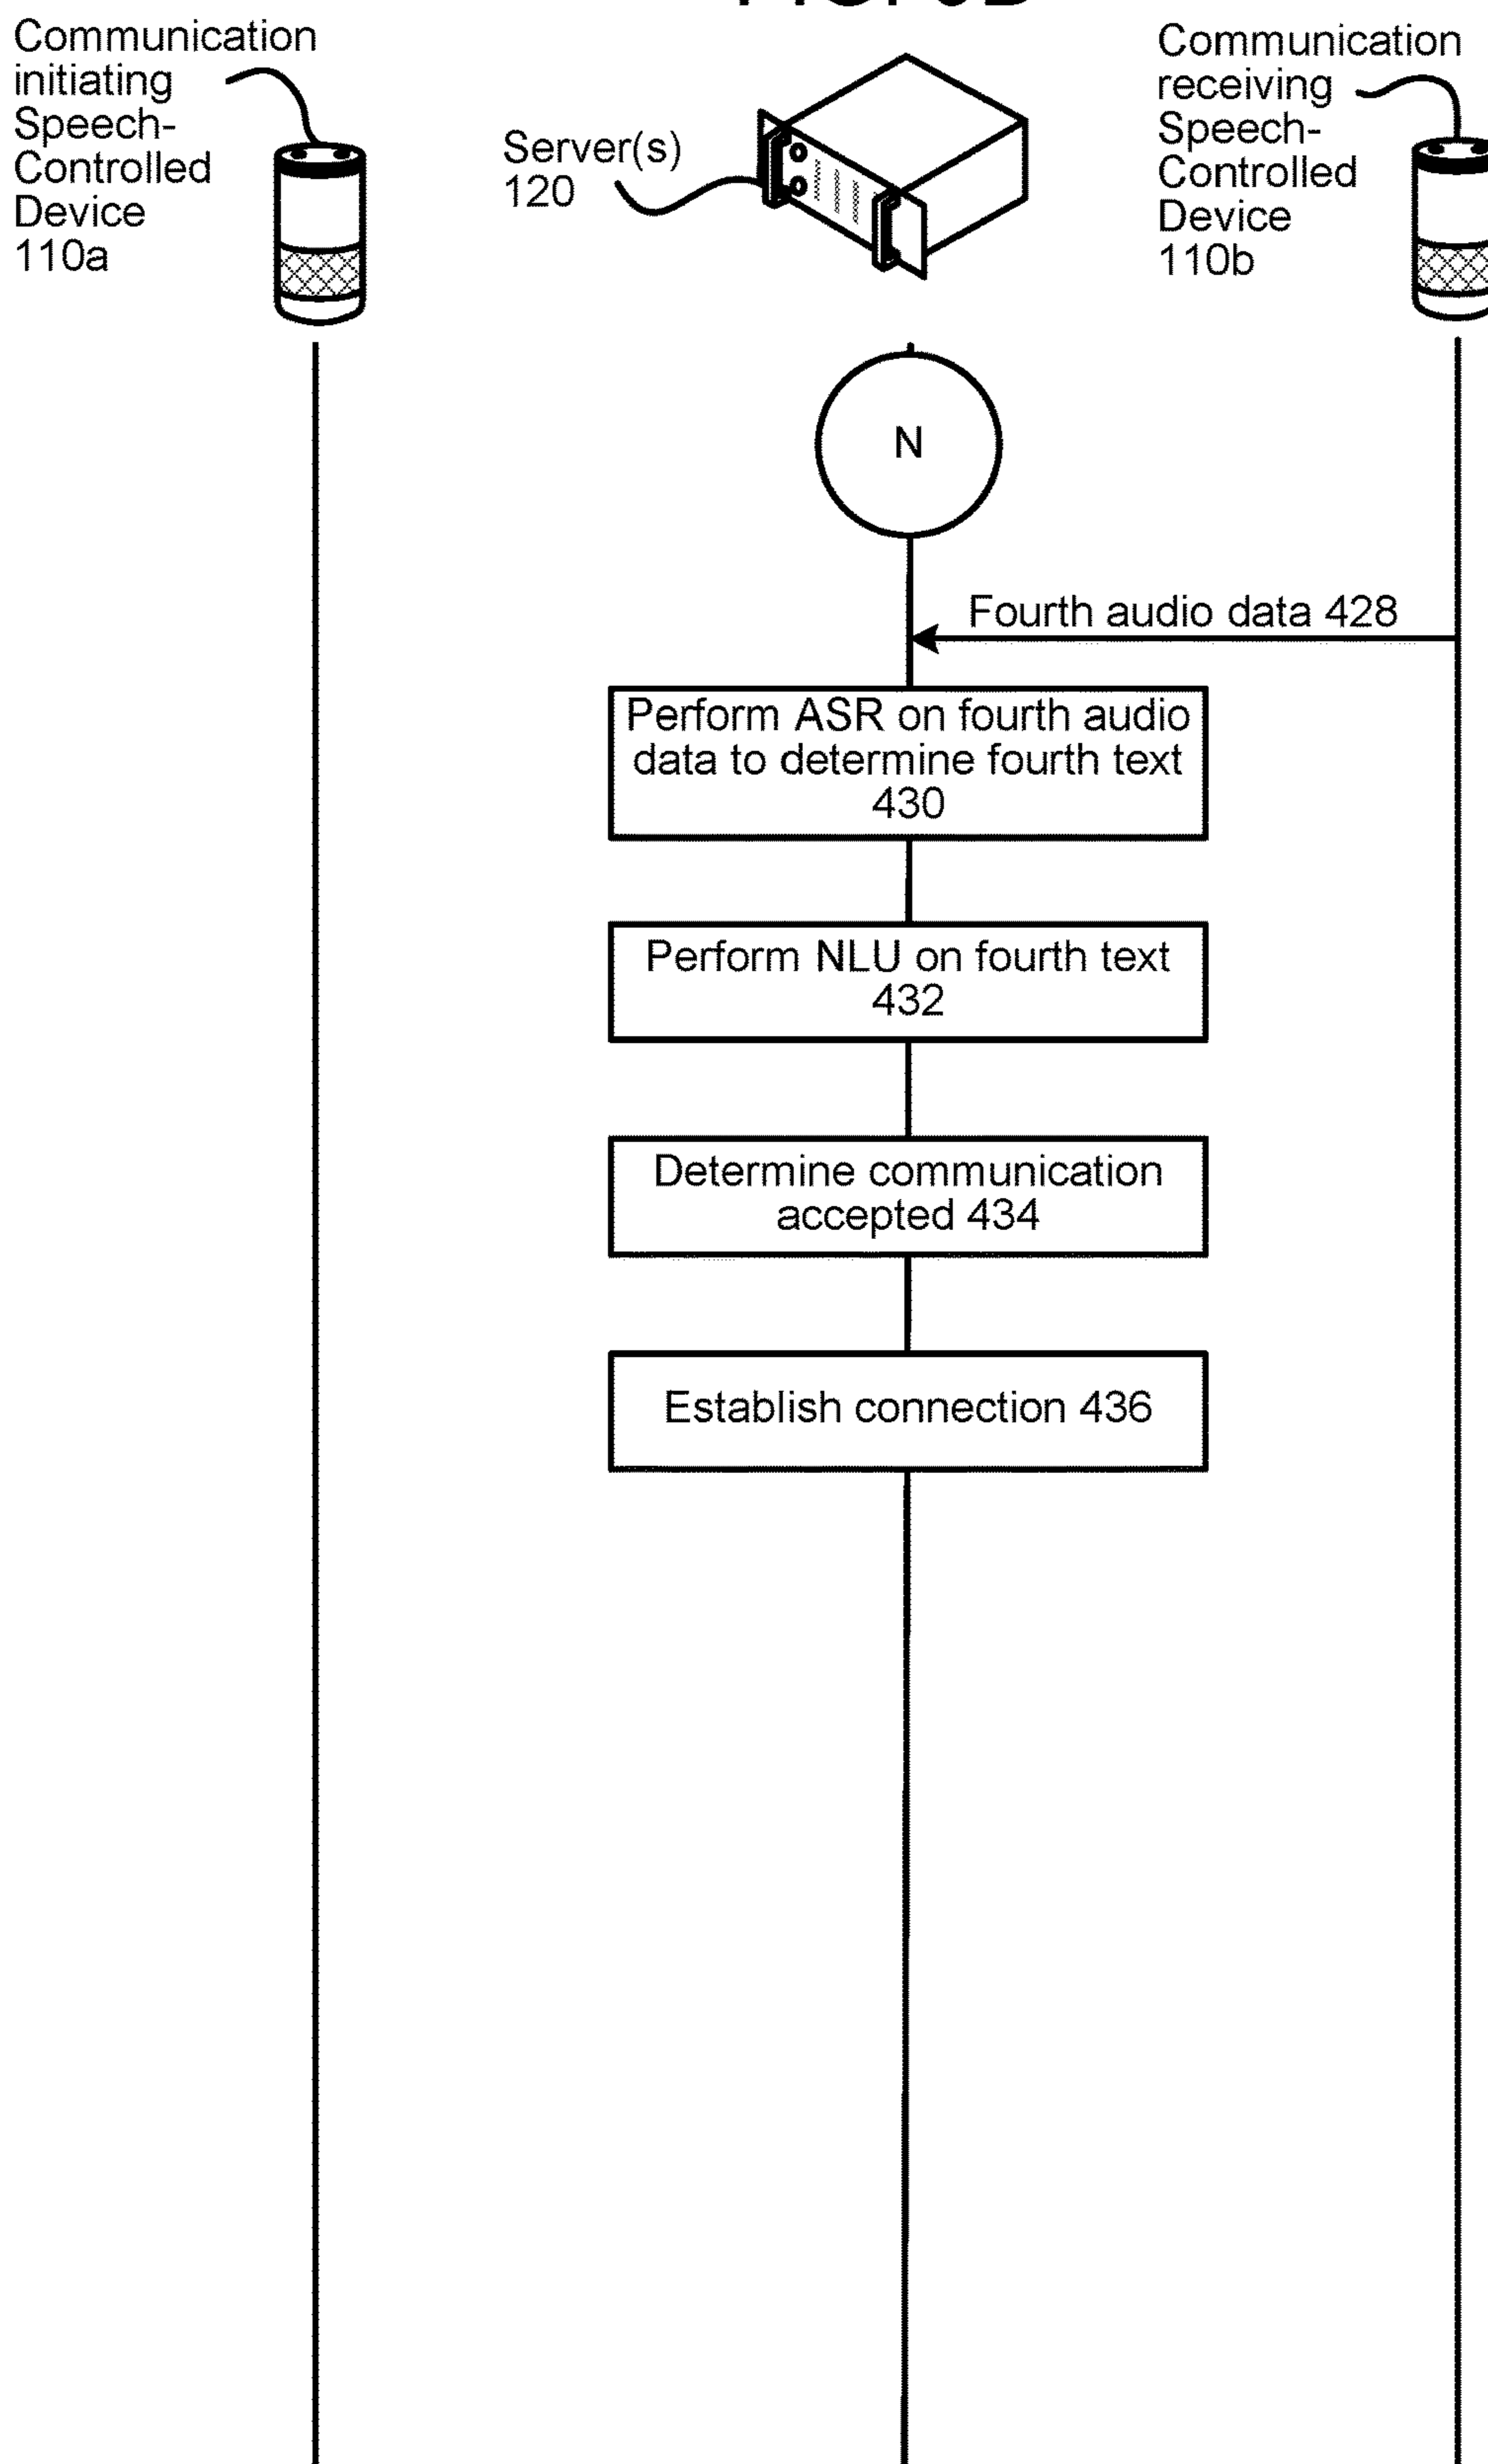 Communication
initiating
Speech-
Controlled
Device
110a
Server(s)
120
Communication
receiving
Speech-
Controlled
Device
110b
N
Fourth audio data 428
Perform ASR on fourth audio
data to determine fourth text
430
Perform NLU on fourth text
432
Determine communication
accepted 434
Establish connection 436